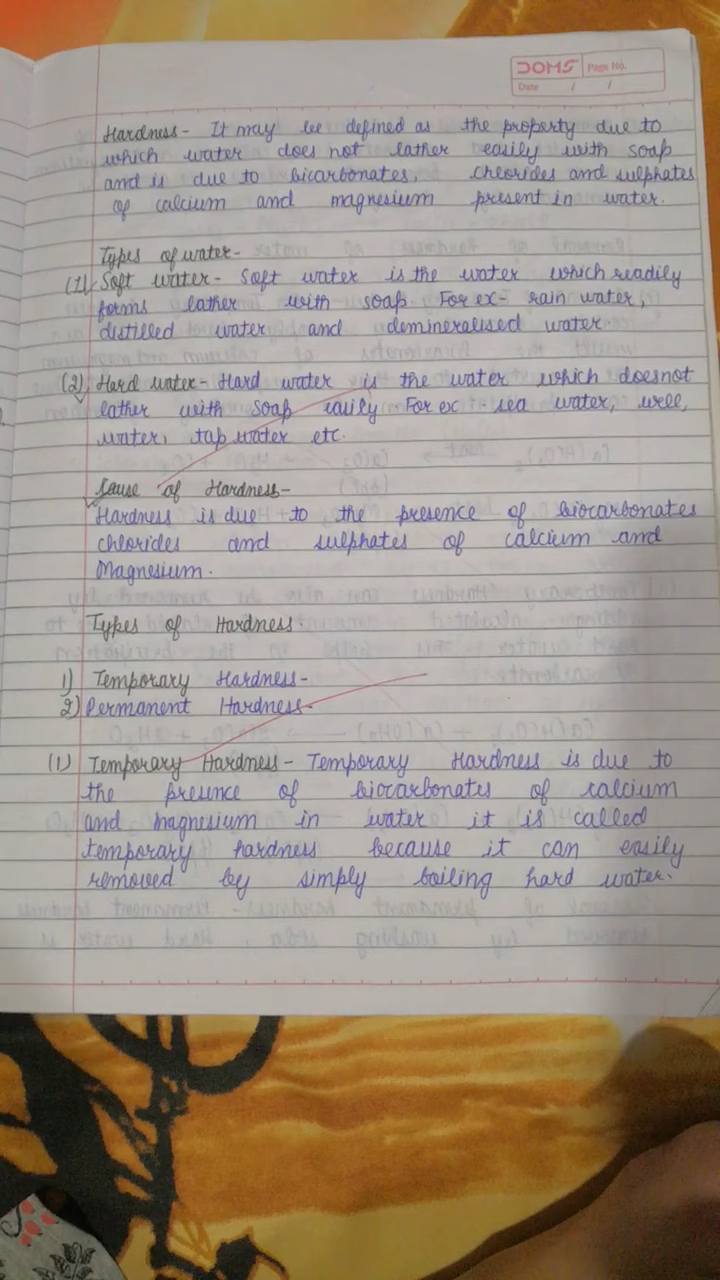 DOMS
Page No.
Date / /
Hardness - It may be defined as the property due to
which water does not lather easily with soap
and is due to bicarbonates, chlorides and sulphates
of calcium and magnesium present in water.
Types of water-
(1) Soft water - Soft water is the water which readily
forms lather with soap. For ex- rain water,
distilled water and demineralised water.
(2) Hard water - Hard water is the water which doesnot
lather with soap easily For ex - sea water, well,
water, tap water etc.
Cause of Hardness-
Hardness is due to the presence of biocarbonates
chlorides and sulphates of calcium and
Magnesium.
Types of Hardness.
1) Temporary Hardness-
2) Permanent Hardness-
(1) Temporary Hardness - Temporary Hardness is due to
the presence of biocarbonates of calcium
and magnesium in water it is called
temporary hardness because it can easily
removed by simply boiling hard water.